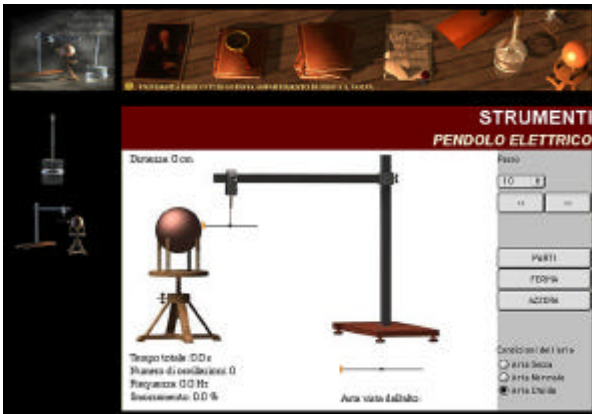 STRUMENTI
PENDOLO ELETTRICO
Distanza: 0 cm
Passo
10
PARTI
FERMA
AZZERA
Tempo totale: 0.0 s
Numero di oscillazioni: 0
Frequenza: 0.0 Hz
Smorzamento: 0.0 %
Asta vista dall'alto:
Condizioni dell'aria
Aria Secca
Aria Normale
Aria Umida